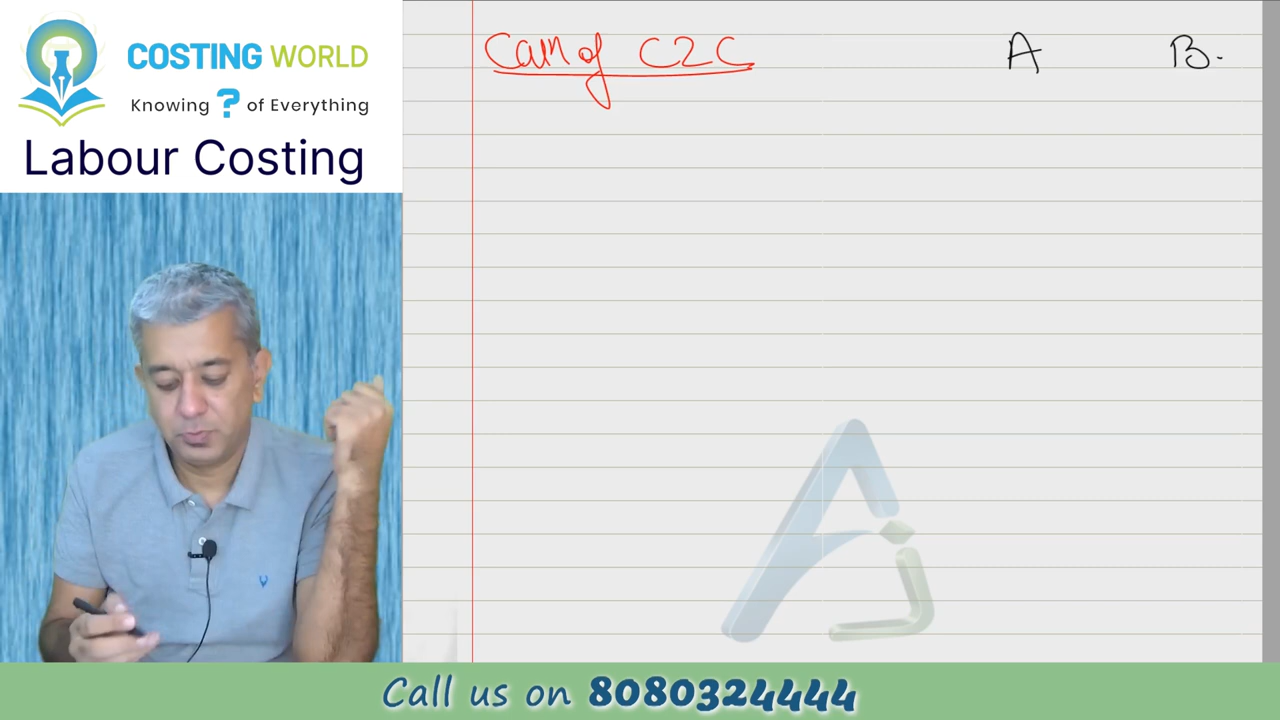 COSTING WORLD
Knowing ? of Everything
Labour Costing
Caln of C2C
A B.
Call us on 8080324444